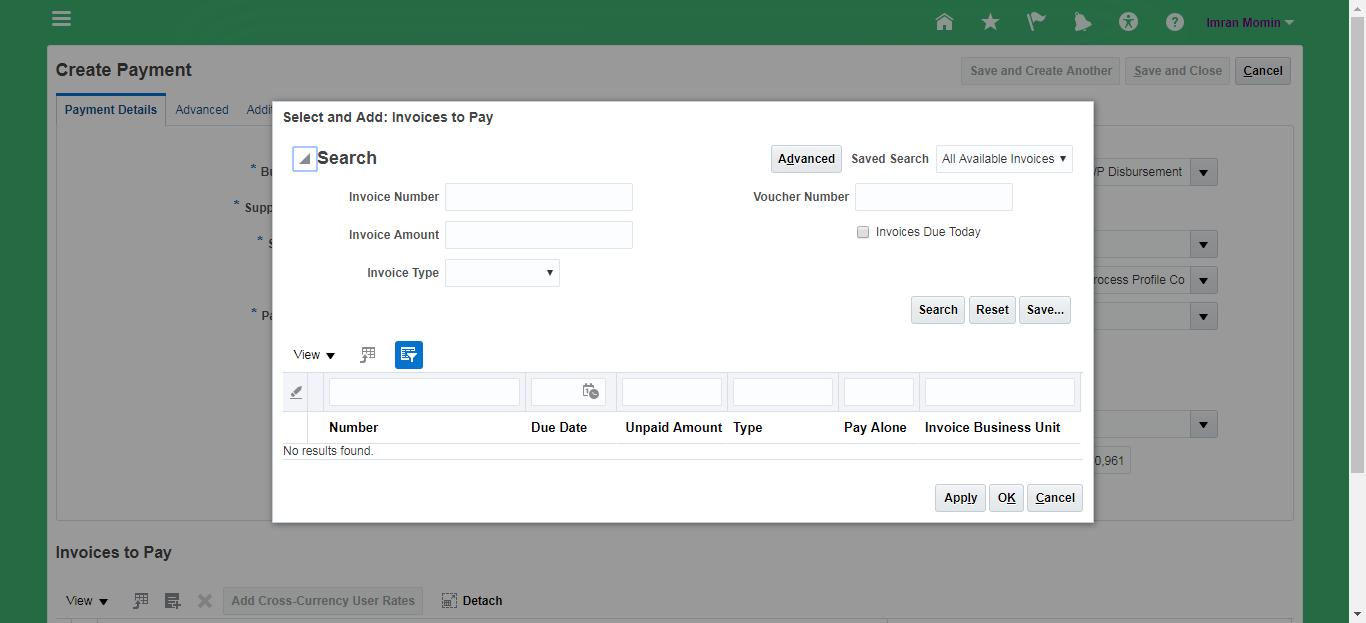 Imran Momin
Create Payment
Save and Create Another
Save and Close
Cancel
Payment Details
Advanced
Select and Add: Invoices to Pay
Search
Advanced
Saved Search
All Available Invoices
/P Disbursement
Invoice Number
Voucher Number
* Supp
Invoice Amount
Invoices Due Today
Invoice Type
rocess Profile Co
Search
Reset
Save...
View
Number
Due Date
Unpaid Amount
Type
Pay Alone
Invoice Business Unit
No results found.
0,961
Apply
OK
Cancel
Invoices to Pay
View
Add Cross-Currency User Rates
Detach